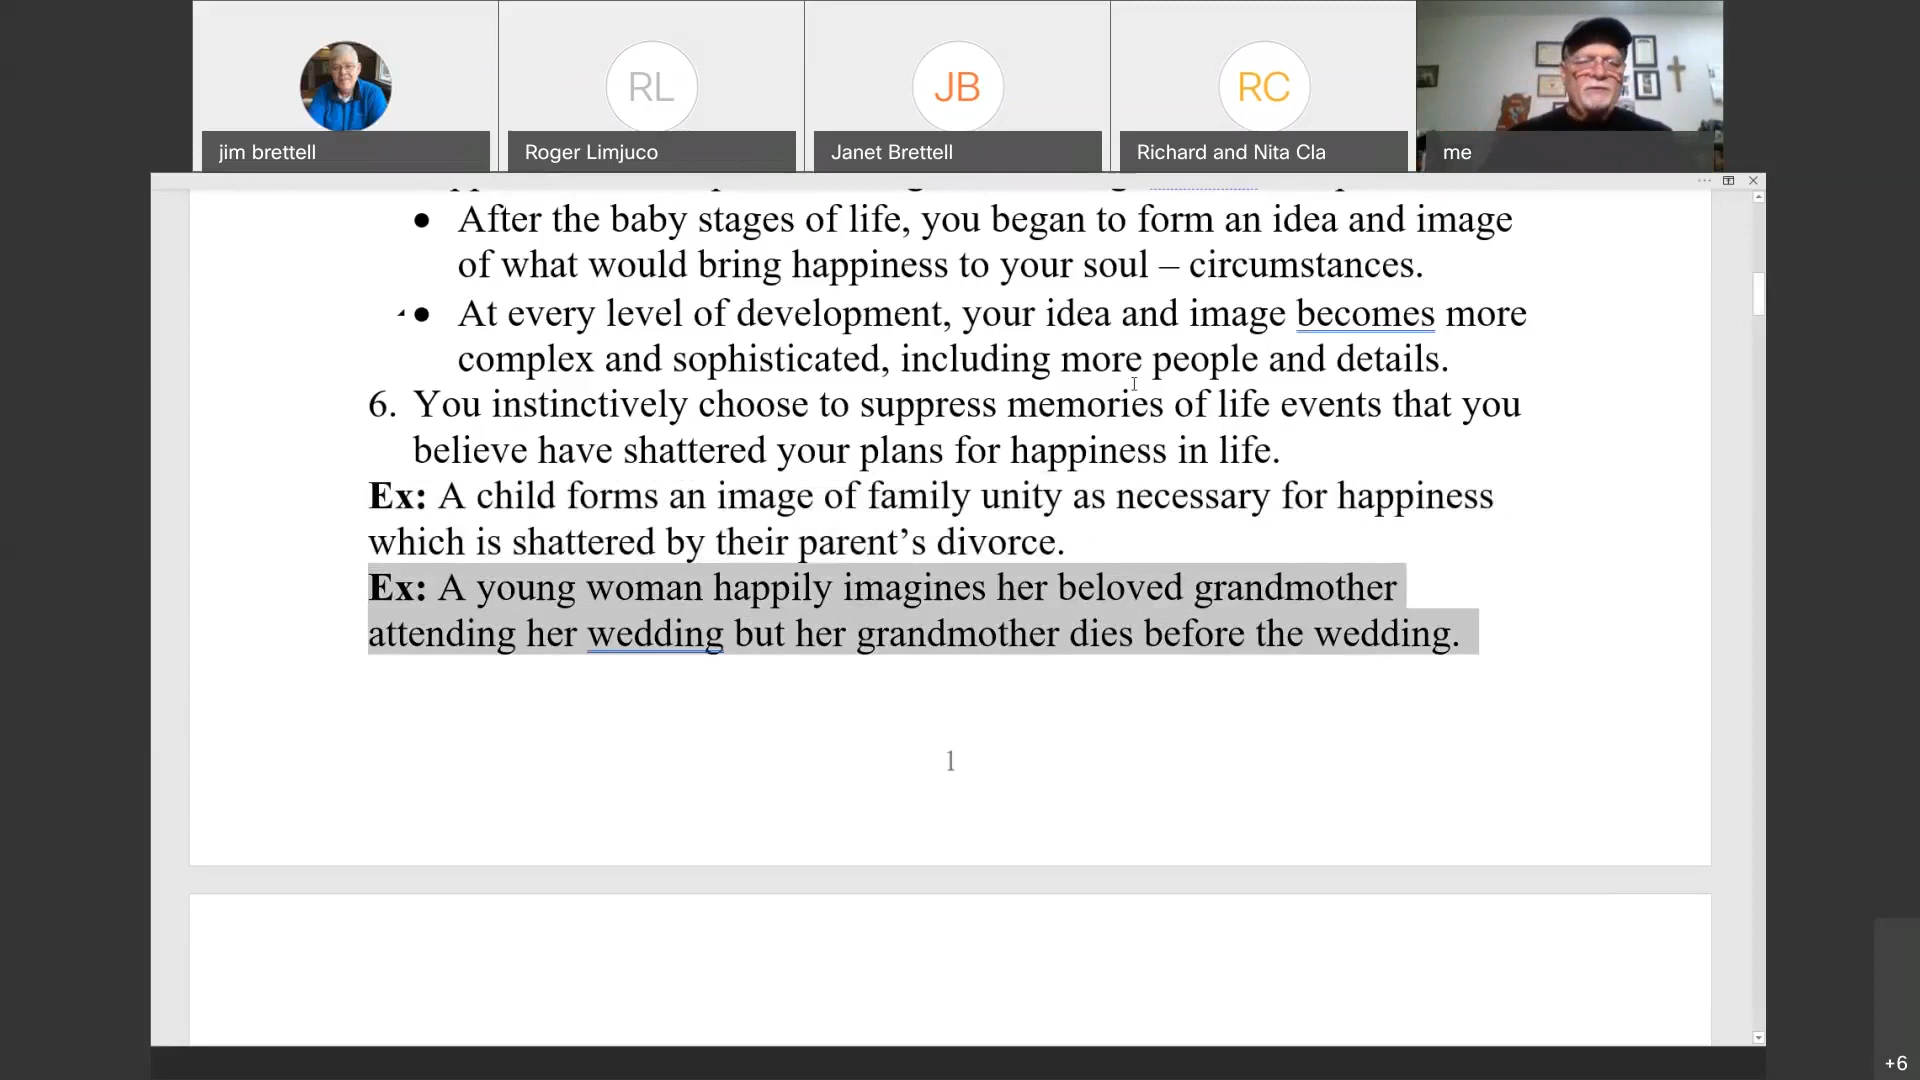 RL
JB
RC
jim brettell
Roger Limjuco
Janet Brettell
Richard and Nita Cla
me
• After the baby stages of life, you began to form an idea and image
of what would bring happiness to your soul – circumstances.
• At every level of development, your idea and image becomes more
complex and sophisticated, including more people and details.
6. You instinctively choose to suppress memories of life events that you
believe have shattered your plans for happiness in life.
Ex: A child forms an image of family unity as necessary for happiness
which is shattered by their parent’s divorce.
Ex: A young woman happily imagines her beloved grandmother
attending her wedding but her grandmother dies before the wedding.
1
+6